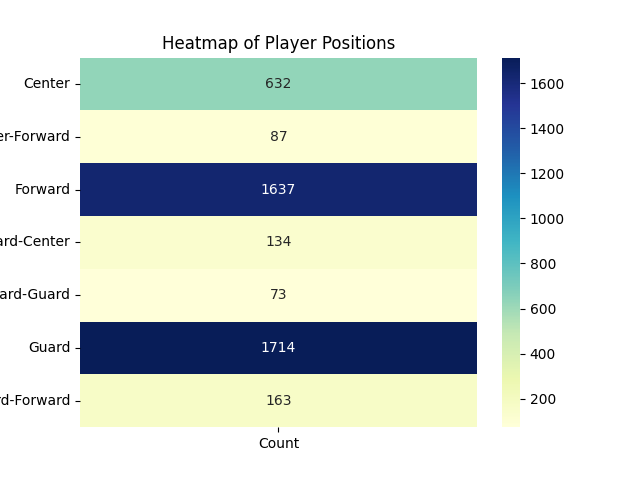 Heatmap of Player Positions
Center
632
er-Forward
87
Forward
1637
ard-Center
134
ard-Guard
73
Guard
1714
rd-Forward
163
Count
1600
1400
1200
1000
800
600
400
200